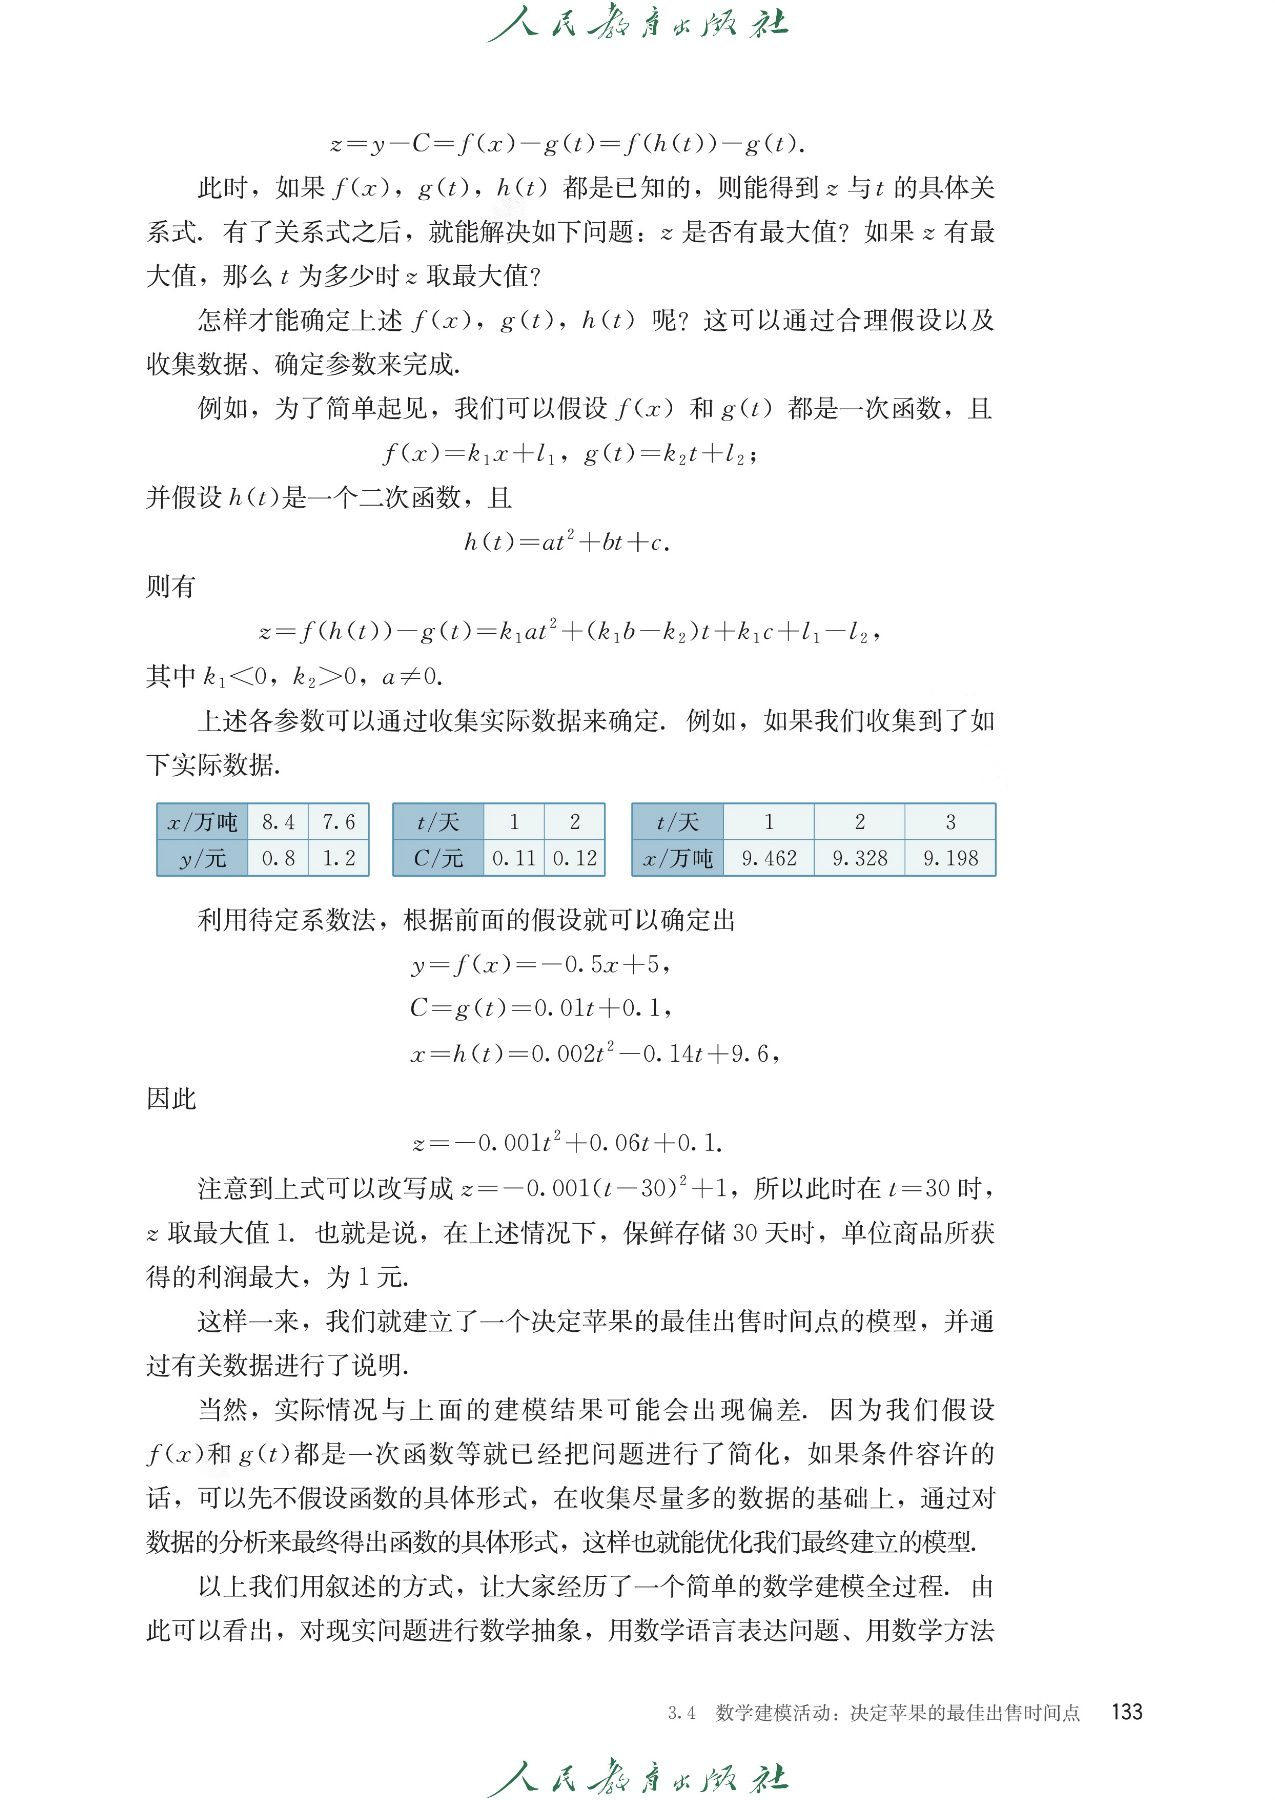 人民教育出版社
z=y-C=f(x)-g(t)=f(h(t))-g(t).
此时，如果 f(x)，g(t)，h(t) 都是已知的，则能得到 z 与 t 的具体关
系式. 有了关系式之后，就能解决如下问题：z 是否有最大值？如果 z 有最
大值，那么 t 为多少时 z 取最大值？
怎样才能确定上述 f(x)，g(t)，h(t) 呢？这可以通过合理假设以及
收集数据、确定参数来完成.
例如，为了简单起见，我们可以假设 f(x) 和 g(t) 都是一次函数，且
f(x)=k₁x+l₁，g(t)=k₂t+l₂；
并假设 h(t)是一个二次函数，且
h(t)=at²+bt+c.
则有
z=f(h(t))-g(t)=k₁at²+(k₁b-k₂)t+k₁c+l₁-l₂，
其中 k₁<0，k₂>0，a≠0.
上述各参数可以通过收集实际数据来确定. 例如，如果我们收集到了如
下实际数据.
x/万吨 8.4 7.6
y/元 0.8 1.2
t/天 1 2
C/元 0.11 0.12
t/天 1 2 3
x/万吨 9.462 9.328 9.198
利用待定系数法，根据前面的假设就可以确定出
y=f(x)=-0.5x+5，
C=g(t)=0.01t+0.1，
x=h(t)=0.002t²-0.14t+9.6，
因此
z=-0.001t²+0.06t+0.1.
注意到上式可以改写成 z=-0.001(t-30)²+1，所以此时在 t=30 时，
z 取最大值 1. 也就是说，在上述情况下，保鲜存储 30 天时，单位商品所获
得的利润最大，为 1 元.
这样一来，我们就建立了一个决定苹果的最佳出售时间点的模型，并通
过有关数据进行了说明.
当然，实际情况与上面的建模结果可能会出现偏差. 因为我们假设
f(x)和 g(t)都是一次函数等就已经把问题进行了简化，如果条件容许的
话，可以先不假设函数的具体形式，在收集尽量多的数据的基础上，通过对
数据的分析来最终得出函数的具体形式，这样也就能优化我们最终建立的模型.
以上我们用叙述的方式，让大家经历了一个简单的数学建模全过程. 由
此可以看出，对现实问题进行数学抽象，用数学语言表达问题、用数学方法
3.4 数学建模活动：决定苹果的最佳出售时间点 133
人民教育出版社